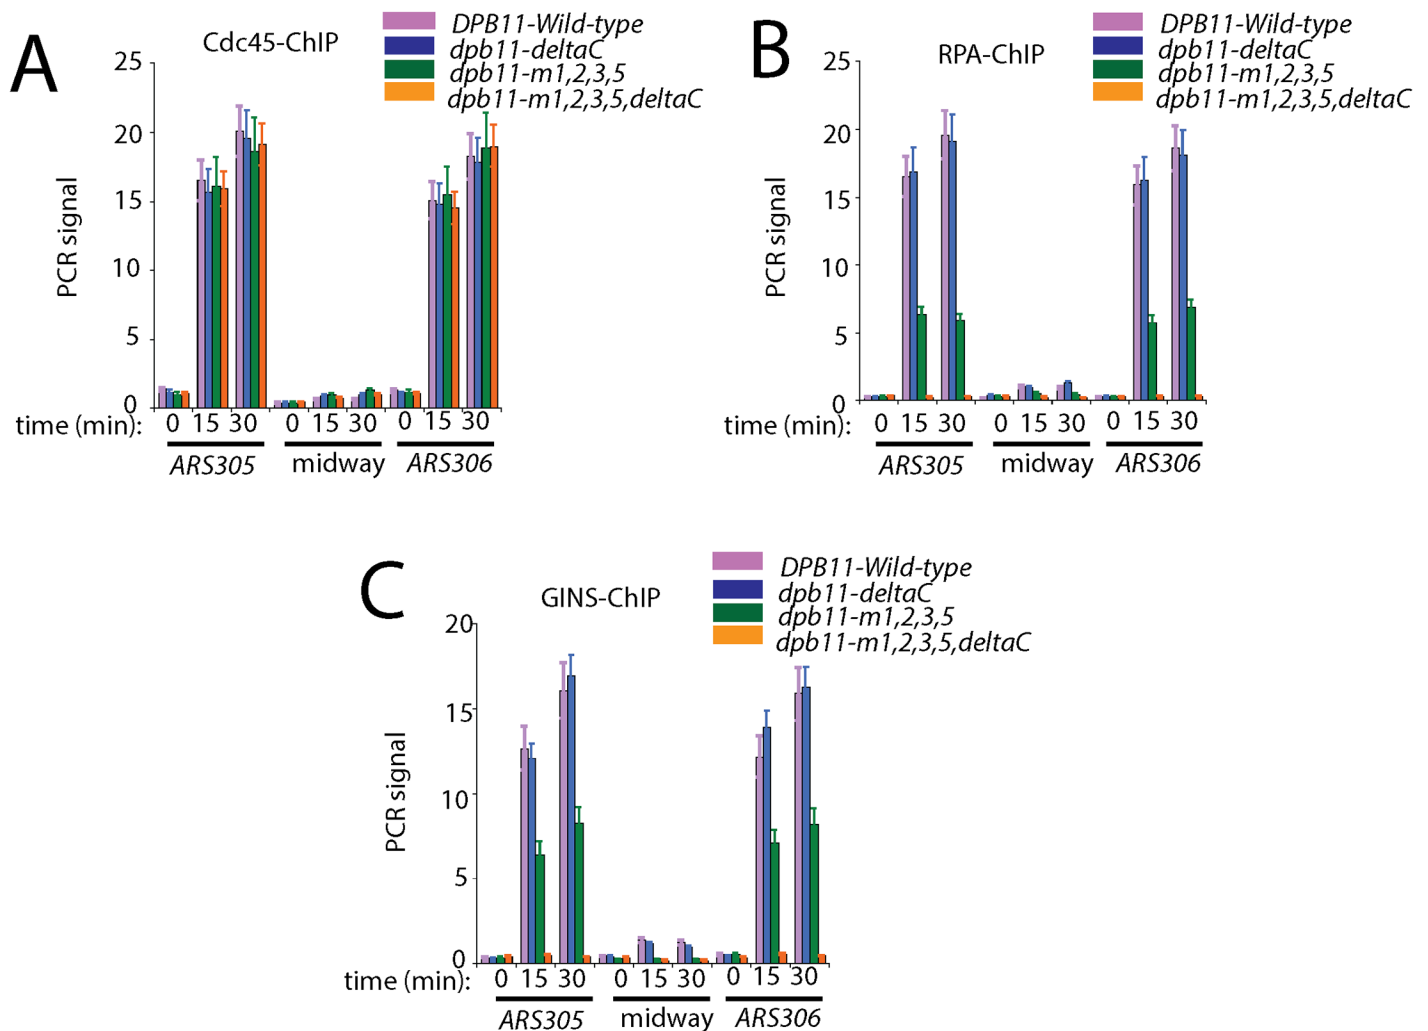 A
Cdc45-ChIP
DPB11-Wild-type
dpb11-deltaC
dpb11-m1,2,3,5
dpb11-m1,2,3,5,deltaC
PCR signal
25
20
15
10
5
0
time (min): 0 15 30 0 15 30 0 15 30
ARS305 midway ARS306
B
RPA-ChIP
DPB11-Wild-type
dpb11-deltaC
dpb11-m1,2,3,5
dpb11-m1,2,3,5,deltaC
PCR signal
25
20
15
10
5
0
time (min): 0 15 30 0 15 30 0 15 30
ARS305 midway ARS306
C
GINS-ChIP
DPB11-Wild-type
dpb11-deltaC
dpb11-m1,2,3,5
dpb11-m1,2,3,5,deltaC
PCR signal
20
15
10
5
0
time (min): 0 15 30 0 15 30 0 15 30
ARS305 midway ARS306